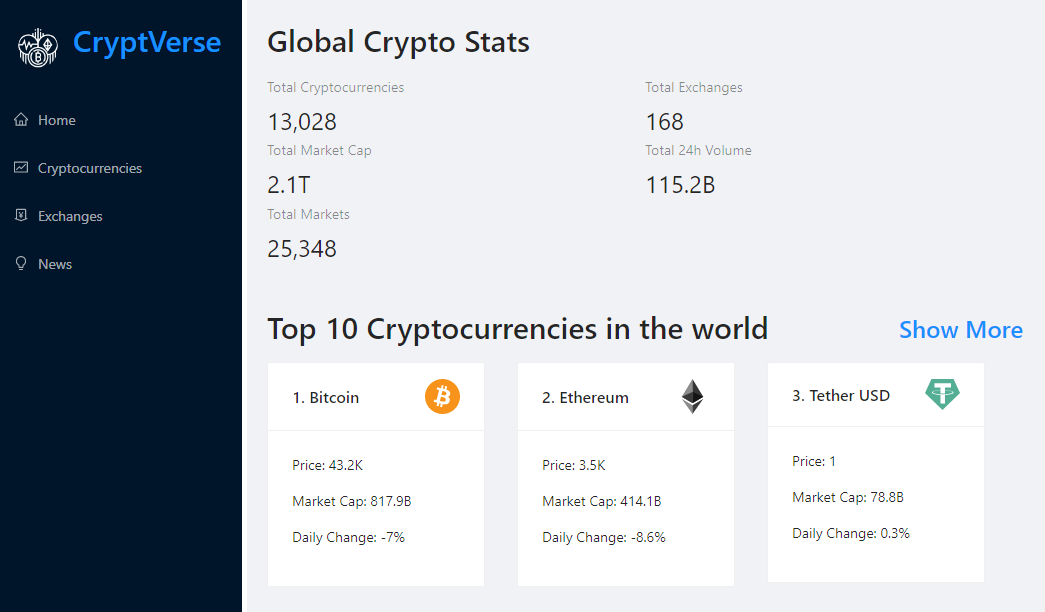 CryptVerse
Home
Cryptocurrencies
Exchanges
News
Global Crypto Stats
Total Cryptocurrencies
13,028
Total Exchanges
168
Total Market Cap
2.1T
Total 24h Volume
115.2B
Total Markets
25,348
Top 10 Cryptocurrencies in the world
Show More
1. Bitcoin
Price: 43.2K
Market Cap: 817.9B
Daily Change: -7%
2. Ethereum
Price: 3.5K
Market Cap: 414.1B
Daily Change: -8.6%
3. Tether USD
Price: 1
Market Cap: 78.8B
Daily Change: 0.3%